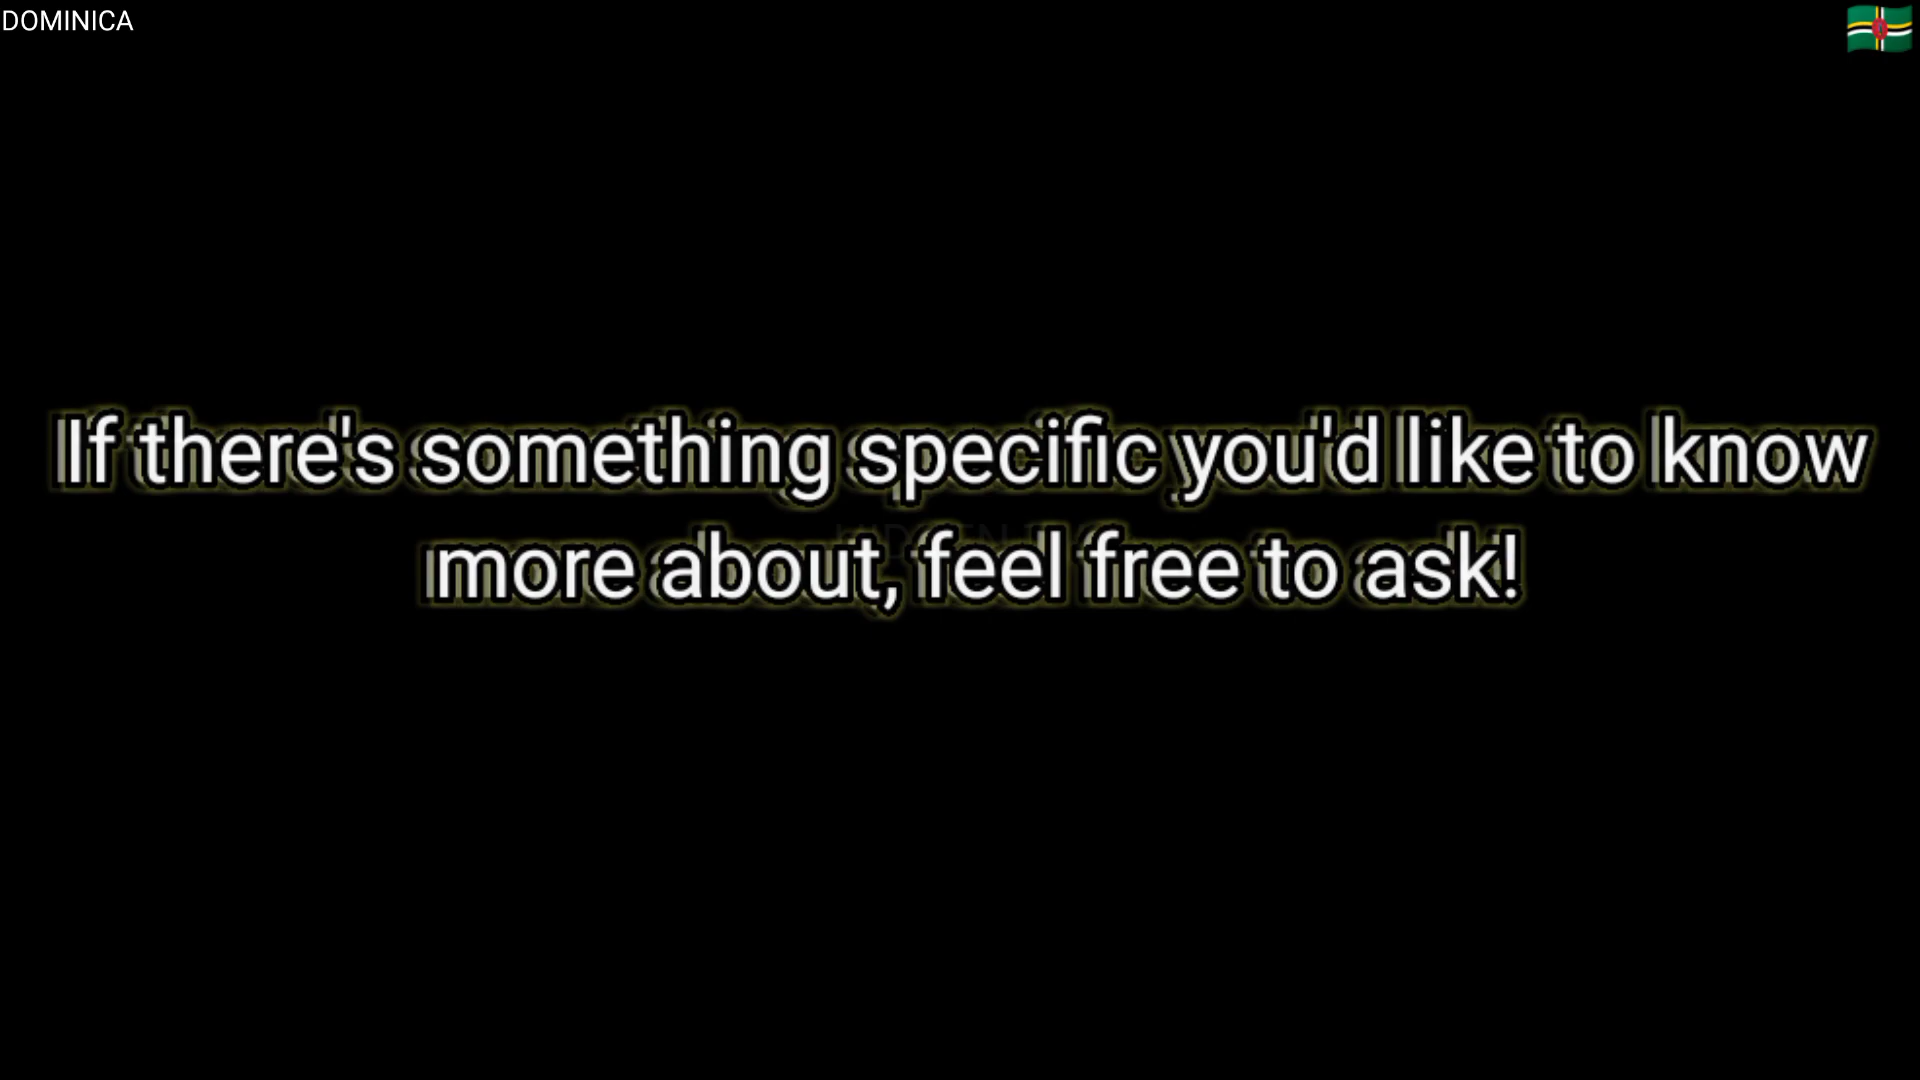 DOMINICA
If there's something specific you'd like to know
more about, feel free to ask!